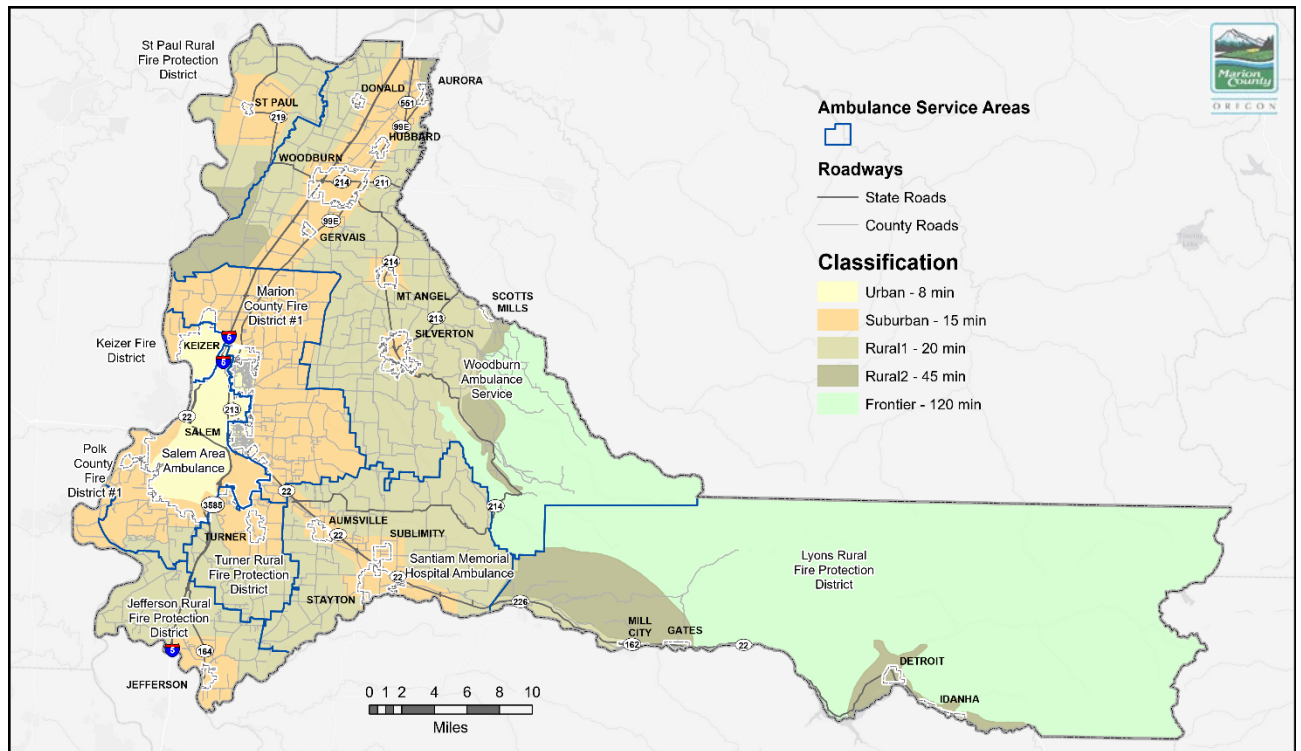 St Paul Rural
Fire Protection
District
ST PAUL
219
DONALD
AURORA
551
99E
HUBBARD
WOODBURN
214
211
99E
GERVAIS
214
MT ANGEL
SCOTTS
MILLS
213
SILVERTON
Woodburn
Ambulance
Service
Marion
County Fire
District #1
Keizer Fire
District
KEIZER
5
5
22
213
SALEM
Salem Area
Ambulance
Polk
County
Fire
District #1
22
214
AUMSVILLE
22
SUBLIMITY
TURNER
Turner Rural
Fire Protection
District
Santiam Memorial
Hospital Ambulance
22
STAYTON
Jefferson Rural
Fire Protection
District
5
164
JEFFERSON
226
MILL
CITY
GATES
162
22
Lyons Rural
Fire Protection
District
DETROIT
IDANHA
0 1 2 4 6 8 10
Miles
Marion
County
OREGON
Ambulance Service Areas
Roadways
State Roads
County Roads
Classification
Urban - 8 min
Suburban - 15 min
Rural1 - 20 min
Rural2 - 45 min
Frontier - 120 min